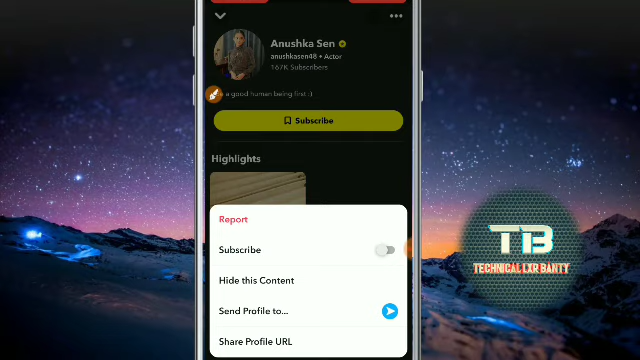 Anushka Sen
anushkasen48 • Actor
167K Subscribers
a good human being first :)
Subscribe
Highlights
Report
Subscribe
Hide this Content
Send Profile to...
Share Profile URL
TB
TECHNICAL LXR BANTY